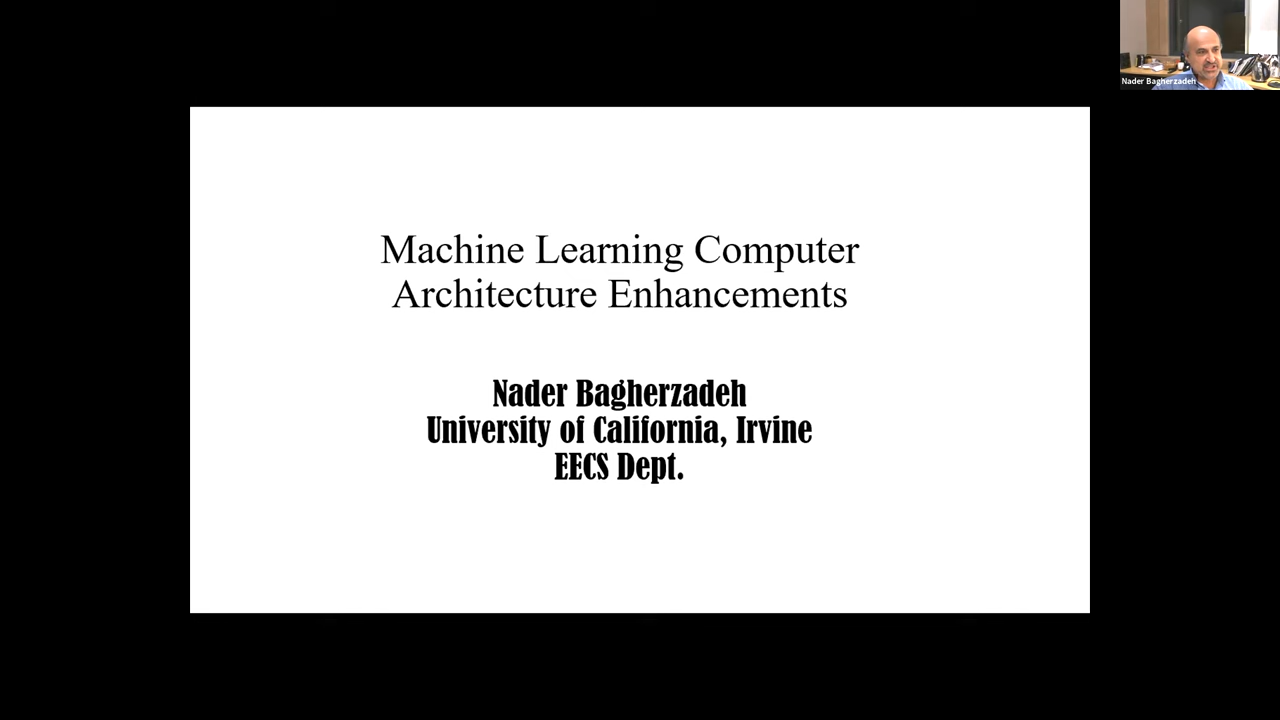 Nader Bagherzadeh
Machine Learning Computer
Architecture Enhancements
Nader Bagherzadeh
University of California, Irvine
EECS Dept.